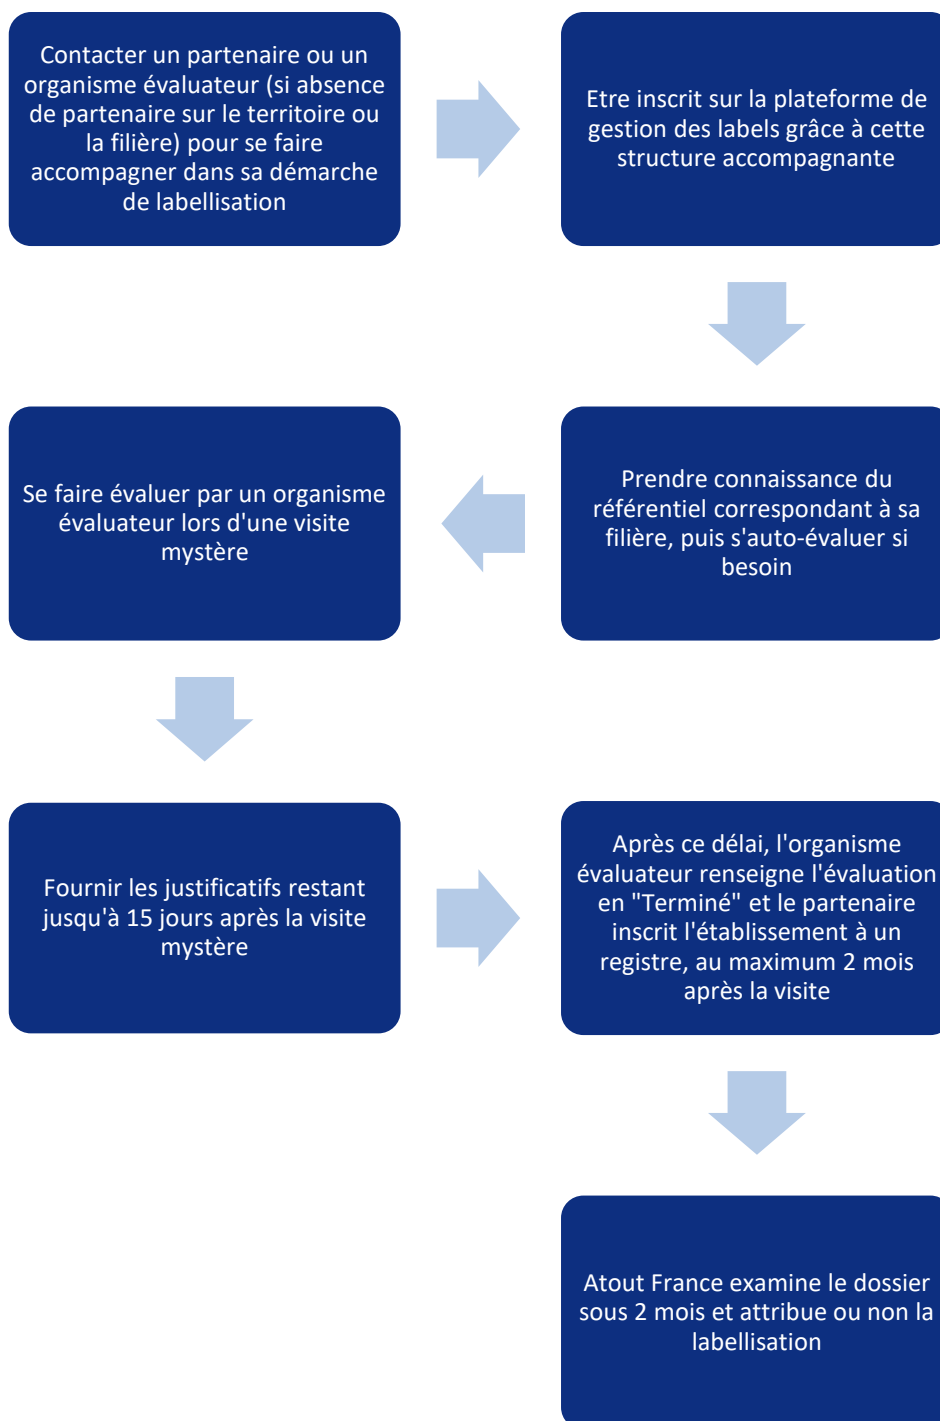 Contacter un partenaire ou un
organisme évaluateur (si absence
de partenaire sur le territoire ou
la filière) pour se faire
accompagner dans sa démarche
de labellisation
Etre inscrit sur la plateforme de
gestion des labels grâce à cette
structure accompagnante
Prendre connaissance du
référentiel correspondant à sa
filière, puis s'auto-évaluer si
besoin
Se faire évaluer par un organisme
évaluateur lors d'une visite
mystère
Fournir les justificatifs restant
jusqu'à 15 jours après la visite
mystère
Après ce délai, l'organisme
évaluateur renseigne l'évaluation
en "Terminé" et le partenaire
inscrit l'établissement à un
registre, au maximum 2 mois
après la visite
Atout France examine le dossier
sous 2 mois et attribue ou non la
labellisation